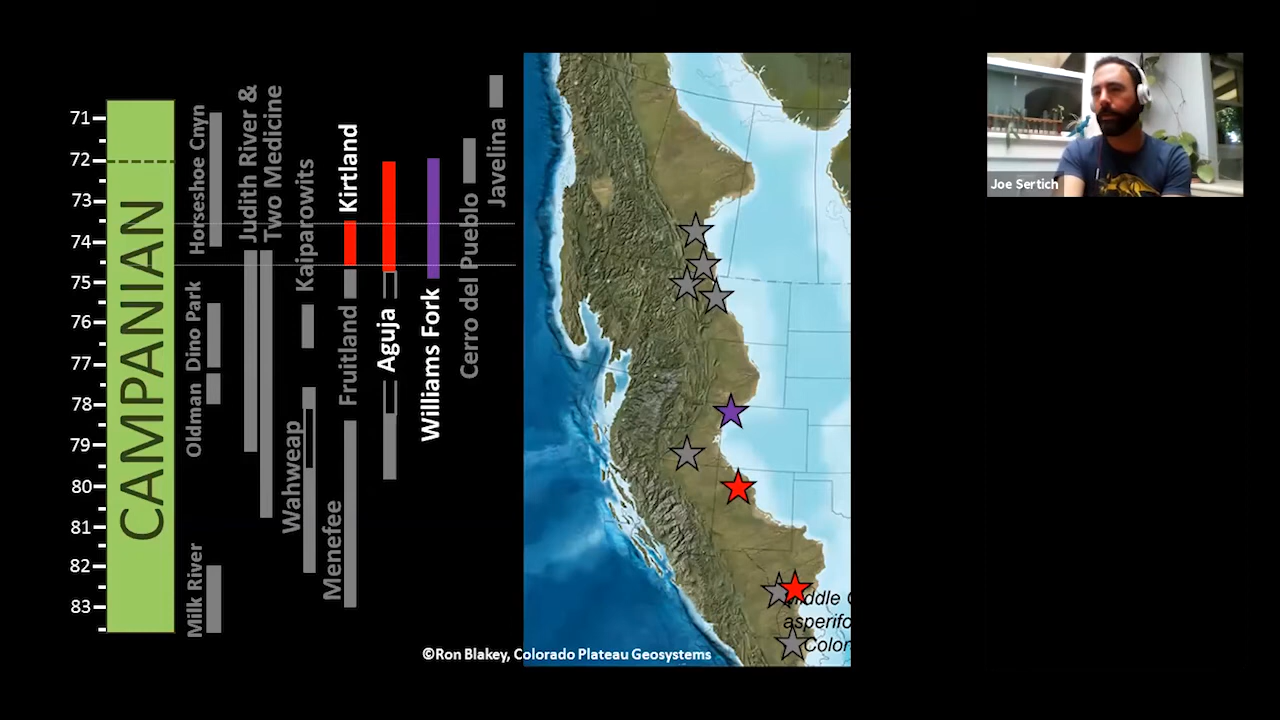 71
72
73
74
75
76
77
78
79
80
81
82
83
CAMPANIAN
Horseshoe Cnyn
Dino Park
Oldman
Milk River
Judith River &
Two Medicine
Kaiparowits
Wahweap
Kirtland
Fruitland
Menefee
Aguja
Williams Fork
Cerro del Pueblo
Javelina
©Ron Blakey, Colorado Plateau Geosystems
asperifo
Color
Joe Sertich